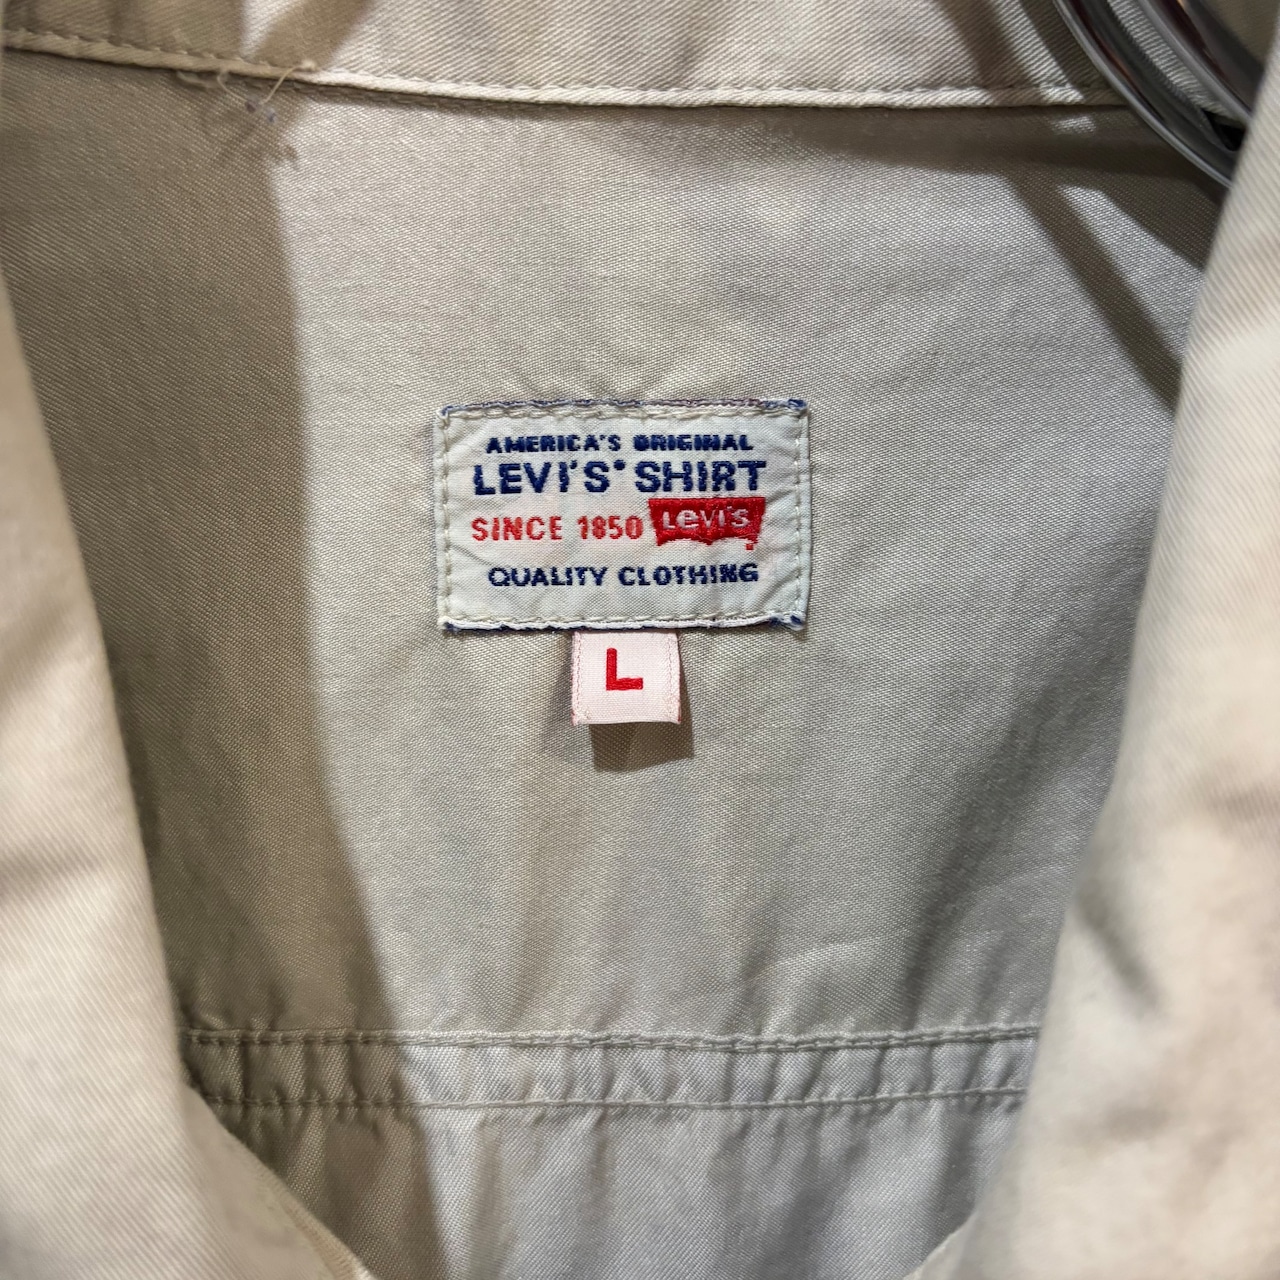 AMERICA'S ORIGINAL
LEVI'S® SHIRT
SINCE 1850 Levi's
QUALITY CLOTHING
L